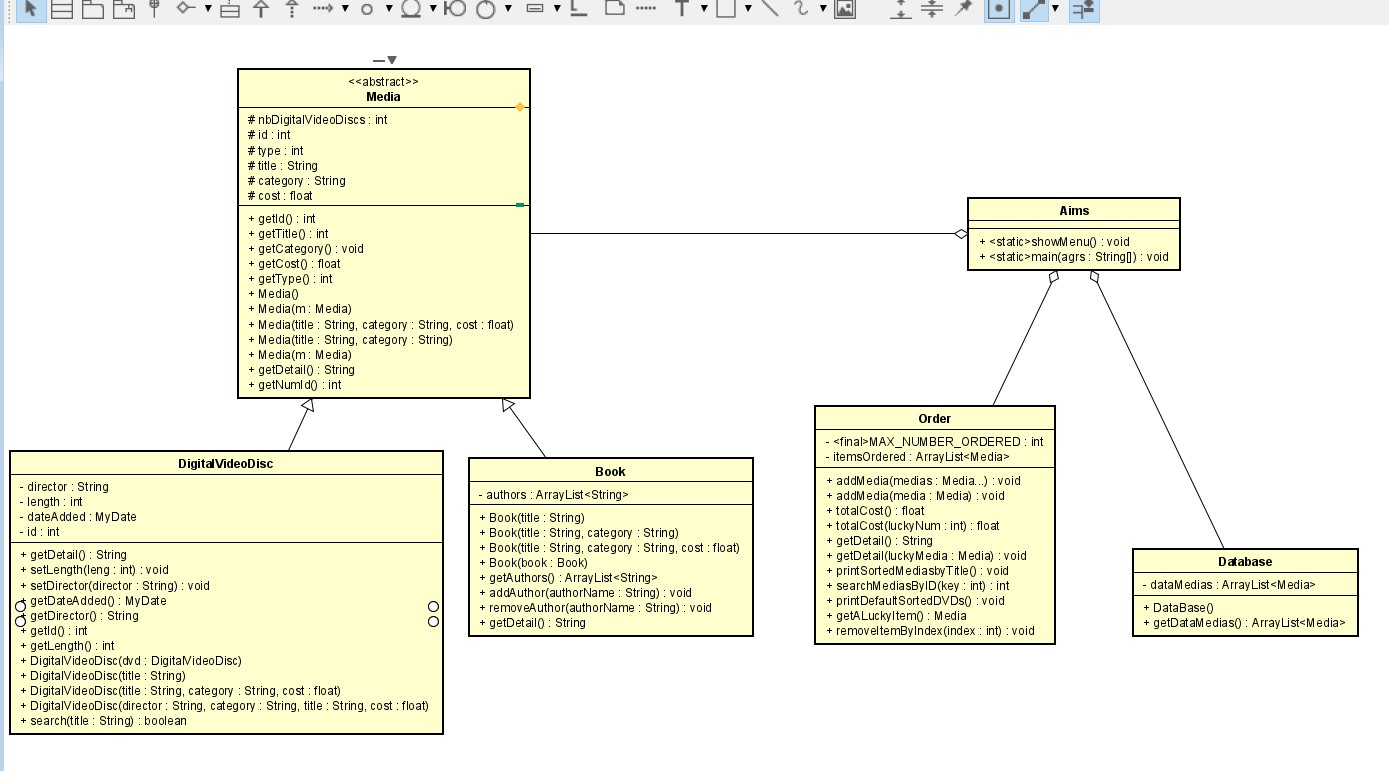 <<abstract>>
Media
# nbDigitalVideoDiscs : int
# id : int
# type : int
# title : String
# category : String
# cost : float
+ getId() : int
+ getTitle() : int
+ getCategory() : void
+ getCost() : float
+ getType() : int
+ Media()
+ Media(m : Media)
+ Media(title : String, category : String, cost : float)
+ Media(title : String, category : String)
+ Media(m : Media)
+ getDetail() : String
+ getNumId() : int
Aims
+ <static>showMenu() : void
+ <static>main(agrs : String[]) : void
DigitalVideoDisc
- director : String
- length : int
- dateAdded : MyDate
- id : int
+ getDetail() : String
+ setLength(leng : int) : void
+ setDirector(director : String) : void
+ getDateAdded() : MyDate
+ getDirector() : String
+ getId() : int
+ getLength() : int
+ DigitalVideoDisc(dvd : DigitalVideoDisc)
+ DigitalVideoDisc(title : String)
+ DigitalVideoDisc(title : String, category : String, cost : float)
+ DigitalVideoDisc(director : String, category : String, title : String, cost : float)
+ search(title : String) : boolean
Book
- authors : ArrayList<String>
+ Book(title : String)
+ Book(title : String, category : String)
+ Book(title : String, category : String, cost : float)
+ Book(book : Book)
+ getAuthors() : ArrayList<String>
+ addAuthor(authorName : String) : void
+ removeAuthor(authorName : String) : void
+ getDetail() : String
Order
- <final>MAX_NUMBER_ORDERED : int
- itemsOrdered : ArrayList<Media>
+ addMedia(medias : Media...) : void
+ addMedia(media : Media) : void
+ totalCost() : float
+ totalCost(luckyNum : int) : float
+ getDetail() : String
+ getDetail(luckyMedia : Media) : void
+ printSortedMediasbyTitle() : void
+ searchMediasByID(key : int) : int
+ printDefaultSortedDVDs() : void
+ getALuckyItem() : Media
+ removeItemByIndex(index : int) : void
Database
- dataMedias : ArrayList<Media>
+ DataBase()
+ getDataMedias() : ArrayList<Media>